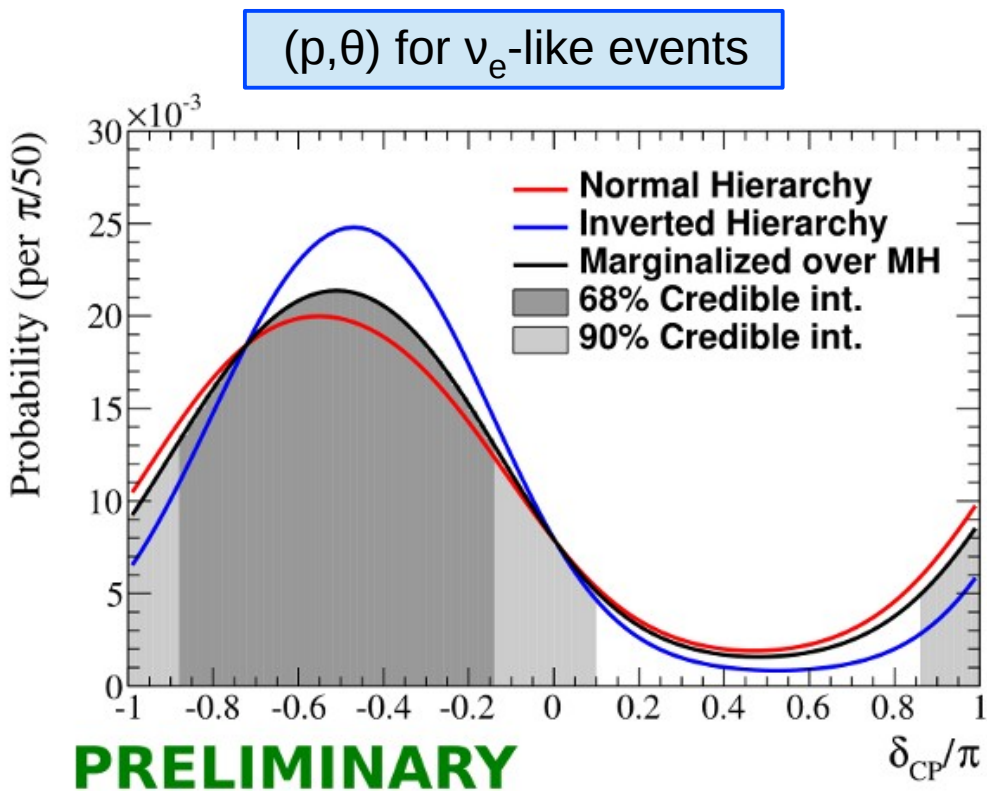 (p,θ) for νₑ-like events
×10⁻³
Probability (per π/50)
30
25
20
15
10
5
0
Normal Hierarchy
Inverted Hierarchy
Marginalized over MH
68% Credible int.
90% Credible int.
-1 -0.8 -0.6 -0.4 -0.2 0 0.2 0.4 0.6 0.8 1
δCP/π
PRELIMINARY